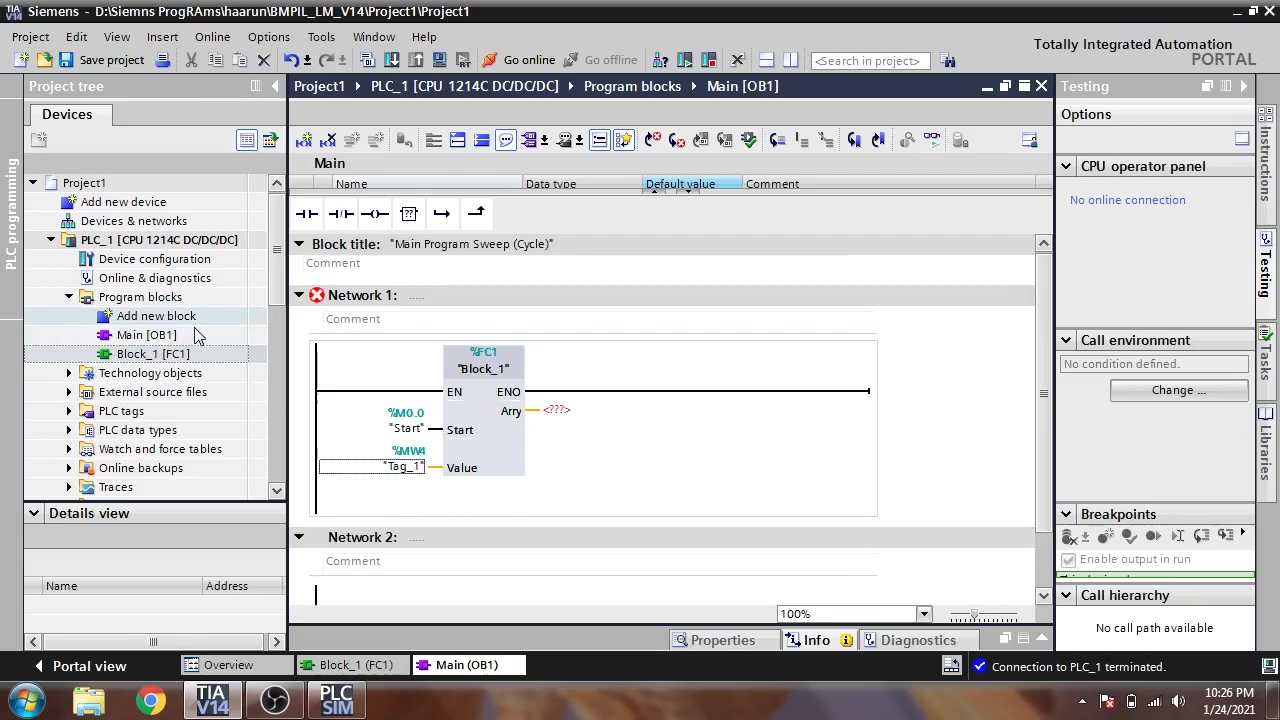 TIA
V14
Siemens - D:\Siemns ProgRAms\haarun\BMPIL_LM_V14\Project1\Project1
Project Edit View Insert Online Options Tools Window Help
Totally Integrated Automation
PORTAL
Save project
Go online
Go offline
<Search in project>
Project tree
Project1 PLC_1 [CPU 1214C DC/DC/DC] Program blocks Main [OB1]
Testing
Devices
Options
PLC programming
Main
Name Data type Default value Comment
CPU operator panel
No online connection
Project1
Add new device
Devices & networks
PLC_1 [CPU 1214C DC/DC/DC]
Device configuration
Online & diagnostics
Program blocks
Add new block
Main [OB1]
Block_1 [FC1]
Technology objects
External source files
PLC tags
PLC data types
Watch and force tables
Online backups
Traces
Block title: "Main Program Sweep (Cycle)"
Comment
Network 1: .....
Comment
%FC1
"Block_1"
EN ENO
Arry <???>
%M0.0
"Start" Start
%MW4
"Tag_1" Value
Network 2: .....
Comment
100%
Call environment
No condition defined.
Change ...
Breakpoints
Enable output in run
Call hierarchy
No call path available
Instructions
Testing
Tasks
Libraries
Details view
Name Address
Properties Info Diagnostics
Portal view Overview Block_1 (FC1) Main (OB1) Connection to PLC_1 terminated.
TIA
V14
PLC
SIM
10:26 PM
1/24/2021